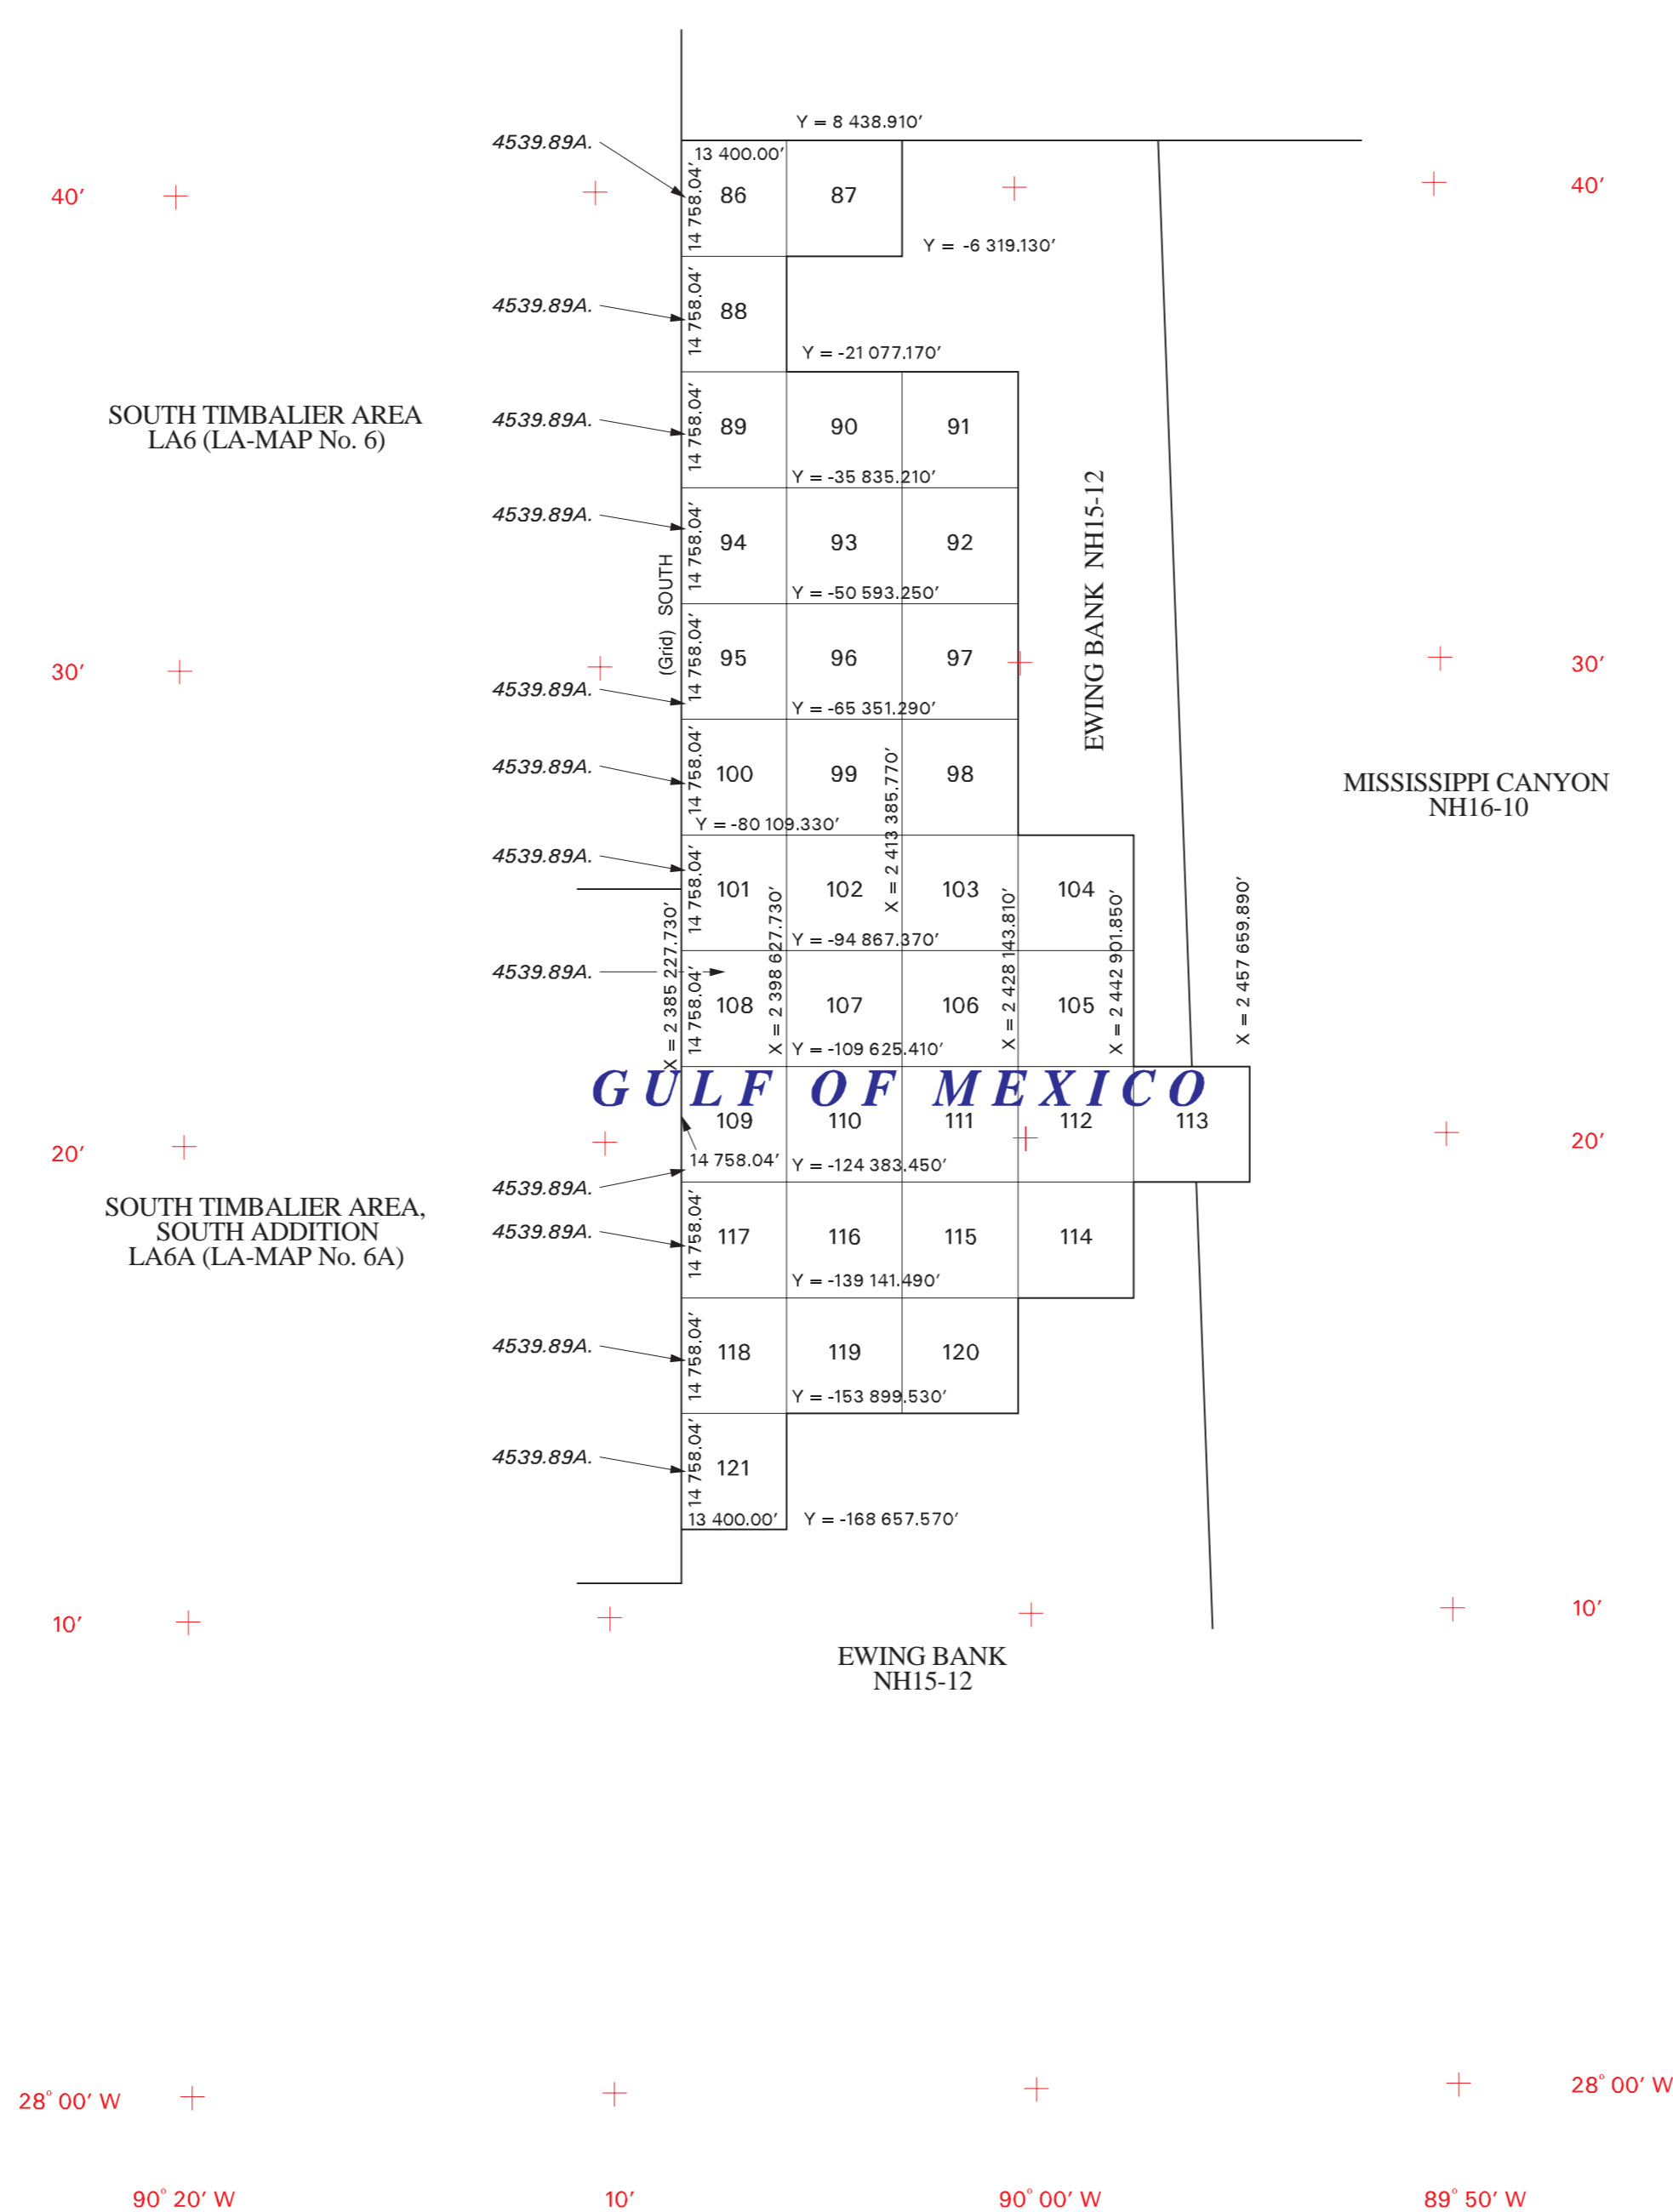 Y = 8 438.910′
4539.89A.
13 400.00′
14 758.04′
86
87
40′
40′
Y = -6 319.130′
4539.89A.
14 758.04′
88
Y = -21 077.170′
SOUTH TIMBALIER AREA
LA6 (LA-MAP No. 6)
4539.89A.
14 758.04′
89
90
91
Y = -35 835.210′
EWING BANK NH15-12
4539.89A.
14 758.04′
94
93
92
Y = -50 593.250′
(Grid) SOUTH
14 758.04′
95
96
97
30′
30′
4539.89A.
Y = -65 351.290′
4539.89A.
14 758.04′
100
99
98
X = 2 413 385.770′
MISSISSIPPI CANYON
NH16-10
Y = -80 109.330′
4539.89A.
14 758.04′
101
102
103
104
X = 2 385 227.730′
X = 2 398 627.730′
X = 2 428 143.810′
X = 2 442 901.850′
X = 2 457 659.890′
Y = -94 867.370′
4539.89A.
14 758.04′
108
107
106
105
Y = -109 625.410′
GULF OF MEXICO
109
110
111
112
113
20′
20′
14 758.04′
Y = -124 383.450′
4539.89A.
SOUTH TIMBALIER AREA,
SOUTH ADDITION
LA6A (LA-MAP No. 6A)
4539.89A.
14 758.04′
117
116
115
114
Y = -139 141.490′
4539.89A.
14 758.04′
118
119
120
Y = -153 899.530′
4539.89A.
14 758.04′
121
13 400.00′
Y = -168 657.570′
10′
10′
EWING BANK
NH15-12
28° 00′ W
28° 00′ W
90° 20′ W
10′
90° 00′ W
89° 50′ W